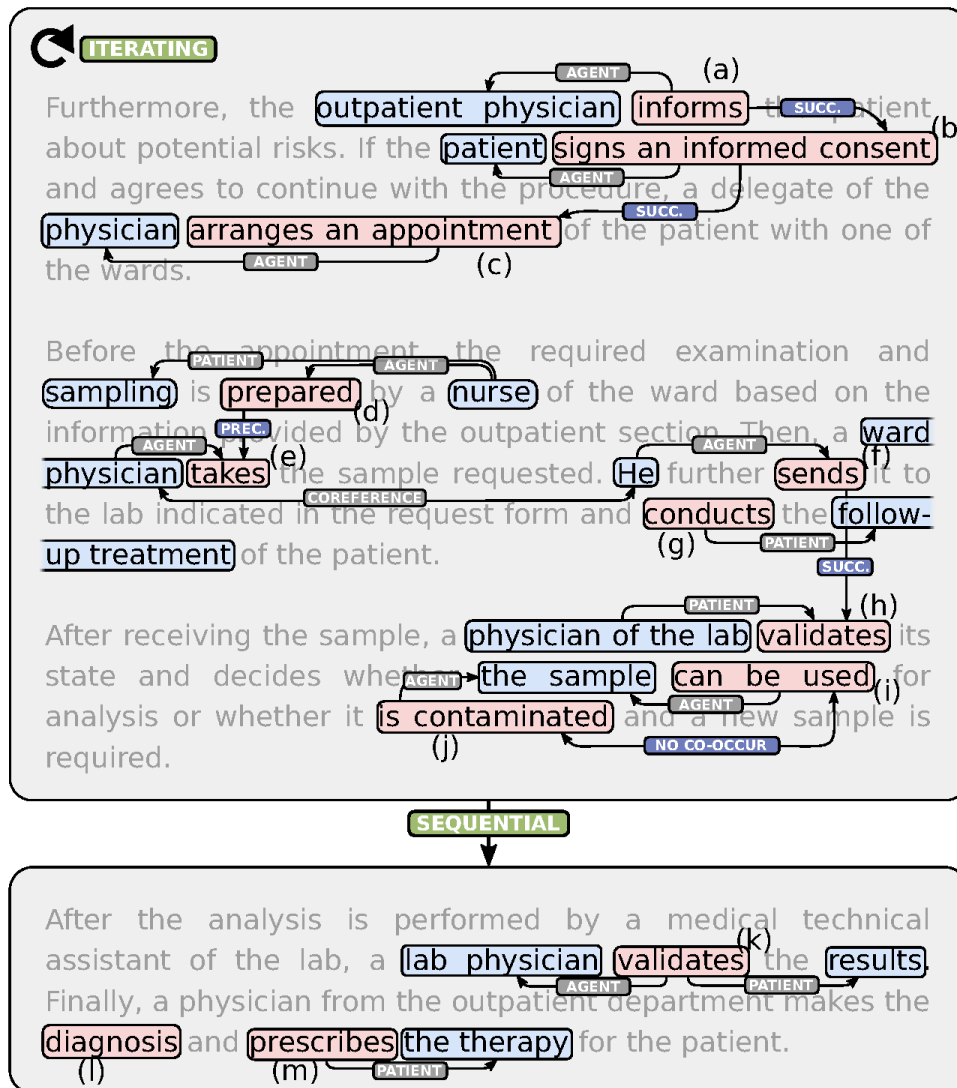 ITERATING
AGENT (a)
Furthermore, the outpatient physician informs the patient
SUCC.
(b)
about potential risks. If the patient signs an informed consent
AGENT
and agrees to continue with the procedure, a delegate of the
SUCC.
physician arranges an appointment of the patient with one of
AGENT (c)
the wards.
Before the appointment, the required examination and
PATIENT AGENT
sampling is prepared by a nurse of the ward based on the
(d)
information provided by the outpatient section. Then, a ward
PREC. AGENT (e) AGENT (f)
physician takes the sample requested. He further sends it to
COREFERENCE
the lab indicated in the request form and conducts the follow-
(g) PATIENT
up treatment of the patient.
SUCC.
PATIENT (h)
After receiving the sample, a physician of the lab validates its
state and decides whether the sample can be used for
AGENT AGENT (i)
analysis or whether it is contaminated and a new sample is
(j) NO CO-OCCUR
required.
SEQUENTIAL
After the analysis is performed by a medical technical
(k)
assistant of the lab, a lab physician validates the results.
AGENT PATIENT
Finally, a physician from the outpatient department makes the
diagnosis and prescribes the therapy for the patient.
(l) (m) PATIENT